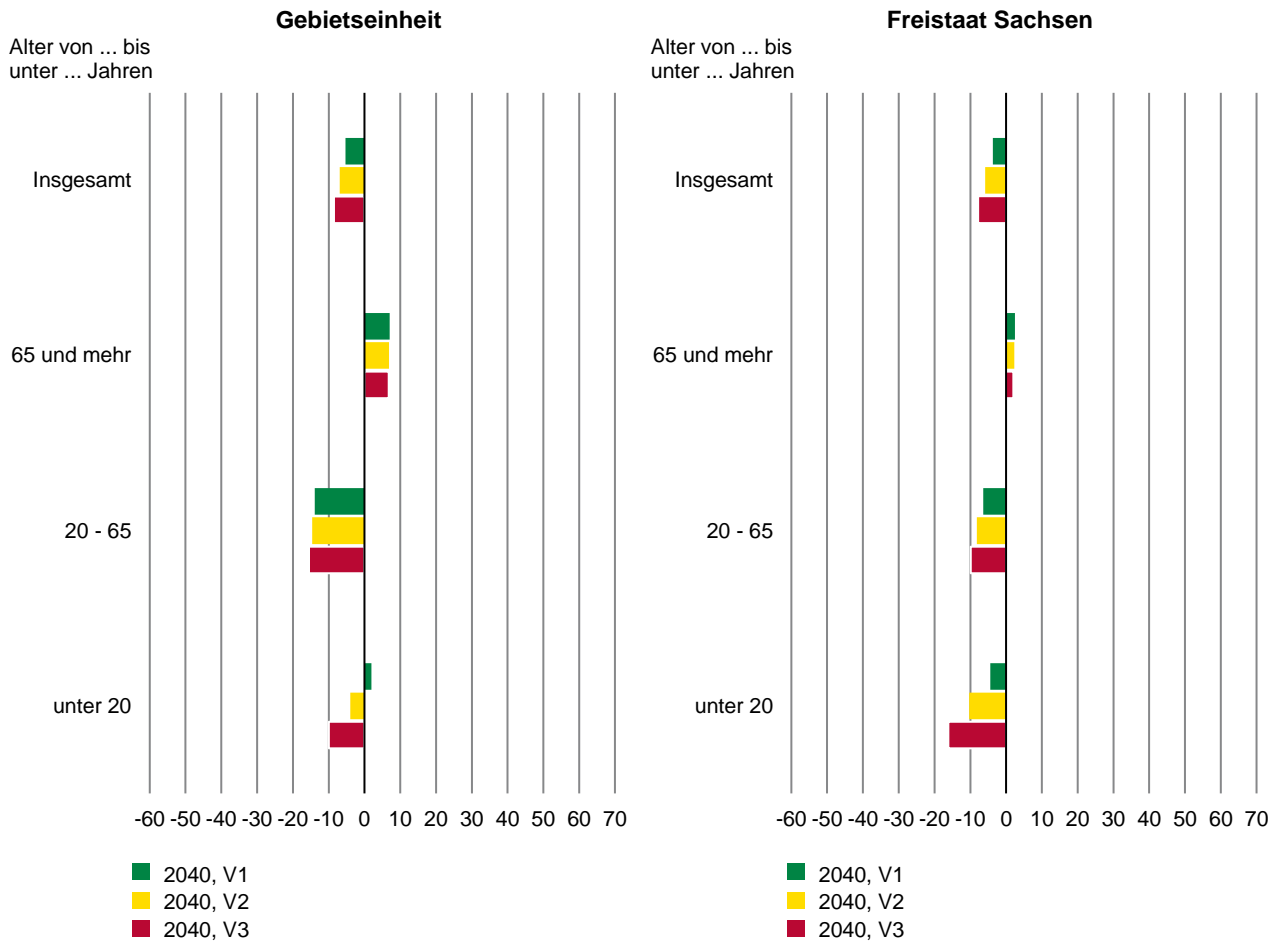 Gebietseinheit
Alter von ... bis
unter ... Jahren
Insgesamt
65 und mehr
20 - 65
unter 20
-60 -50 -40 -30 -20 -10 0 10 20 30 40 50 60 70
2040, V1
2040, V2
2040, V3
Freistaat Sachsen
Alter von ... bis
unter ... Jahren
Insgesamt
65 und mehr
20 - 65
unter 20
-60 -50 -40 -30 -20 -10 0 10 20 30 40 50 60 70
2040, V1
2040, V2
2040, V3